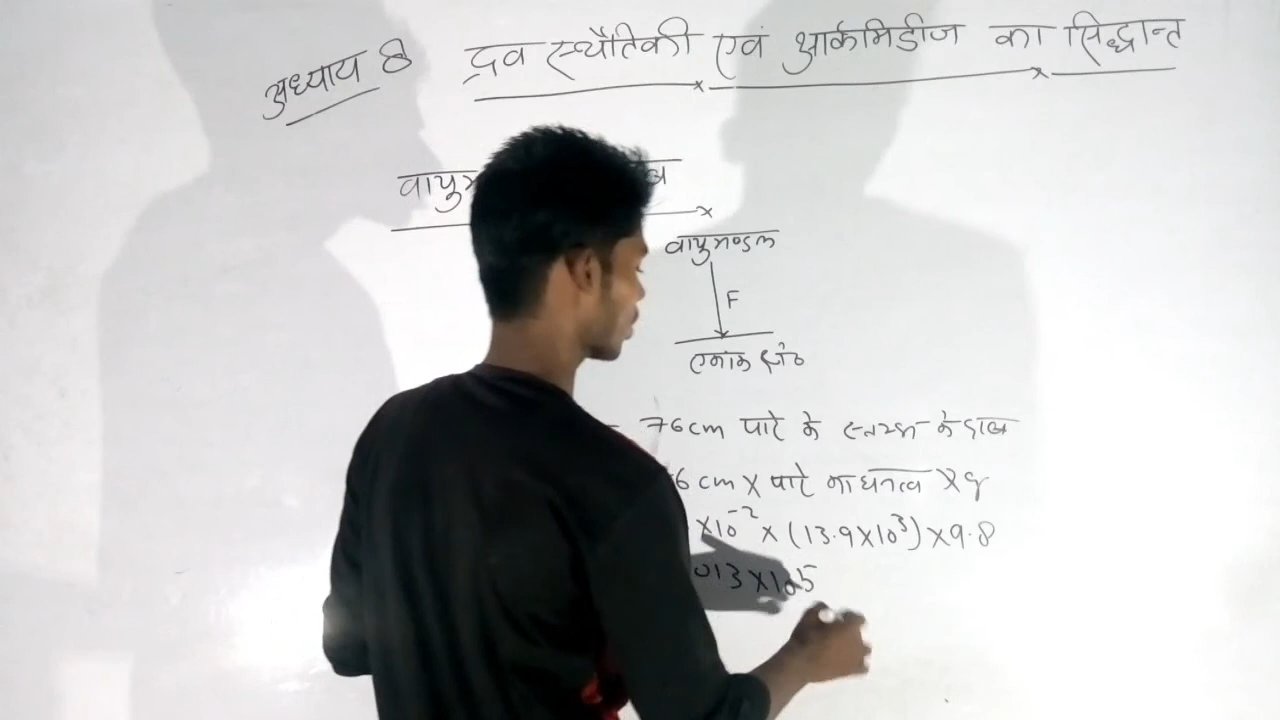 अध्याय 8 द्रव स्थैतिकी एवं आर्कमिडीज का सिद्धान्त
वायुमण्डल
F
एकांक क्षे०
76cm पारे के स्तम्भ के दाब
6 cm X पारे का घनत्व X g
X10⁻² X (13.9X10³) X 9.8
013 X 10⁵